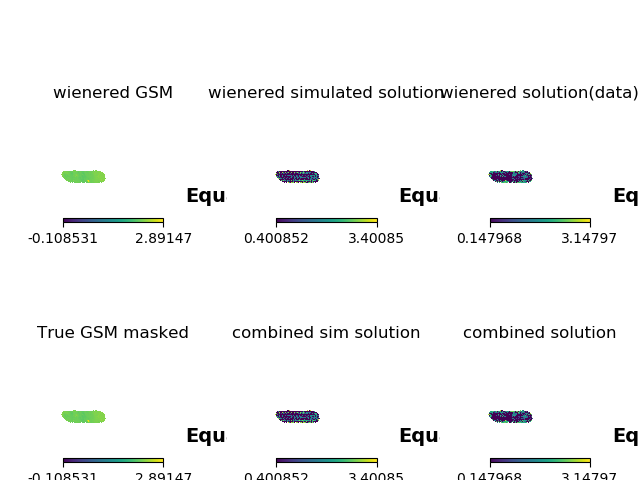 wienered GSM
wienered simulated solution
wienered solution(data)
Equ
Equ
Eq
-0.108531 2.89147
0.400852 3.40085
0.147968 3.14797
True GSM masked
combined sim solution
combined solution
Equ
Equ
Eq
-0.108531 2.89147
0.400852 3.40085
0.147968 3.14797